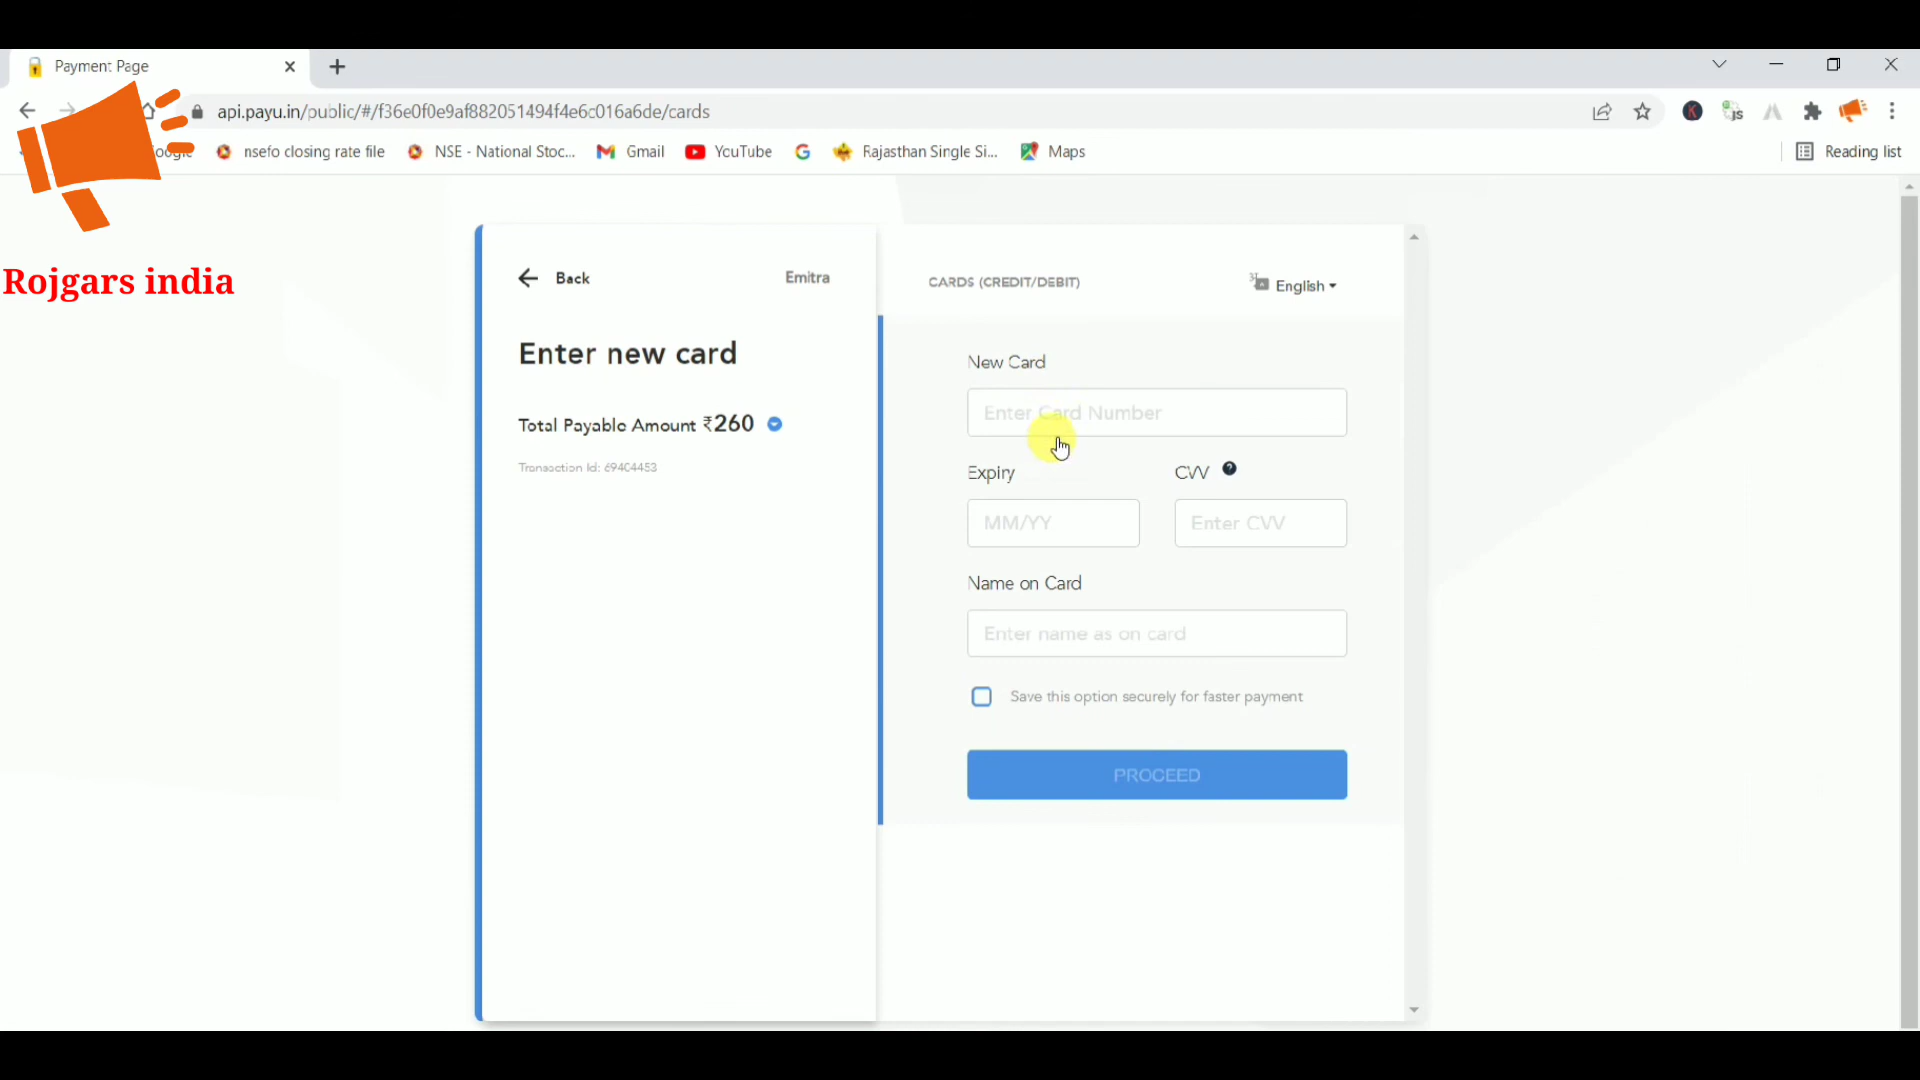 Payment Page
api.payu.in/public/#/f36e0f0e9af882051494f4e6c016a6de/cards
nsefo closing rate file
NSE - National Stoc...
Gmail
YouTube
Rajasthan Single Si...
Maps
Reading list
Rojgars india
Back
Emitra
Enter new card
Total Payable Amount ₹260
Transaction Id: 69404453
CARDS (CREDIT/DEBIT)
English
New Card
Enter Card Number
Expiry
CVV
MM/YY
Enter CVV
Name on Card
Enter name as on card
Save this option securely for faster payment
PROCEED